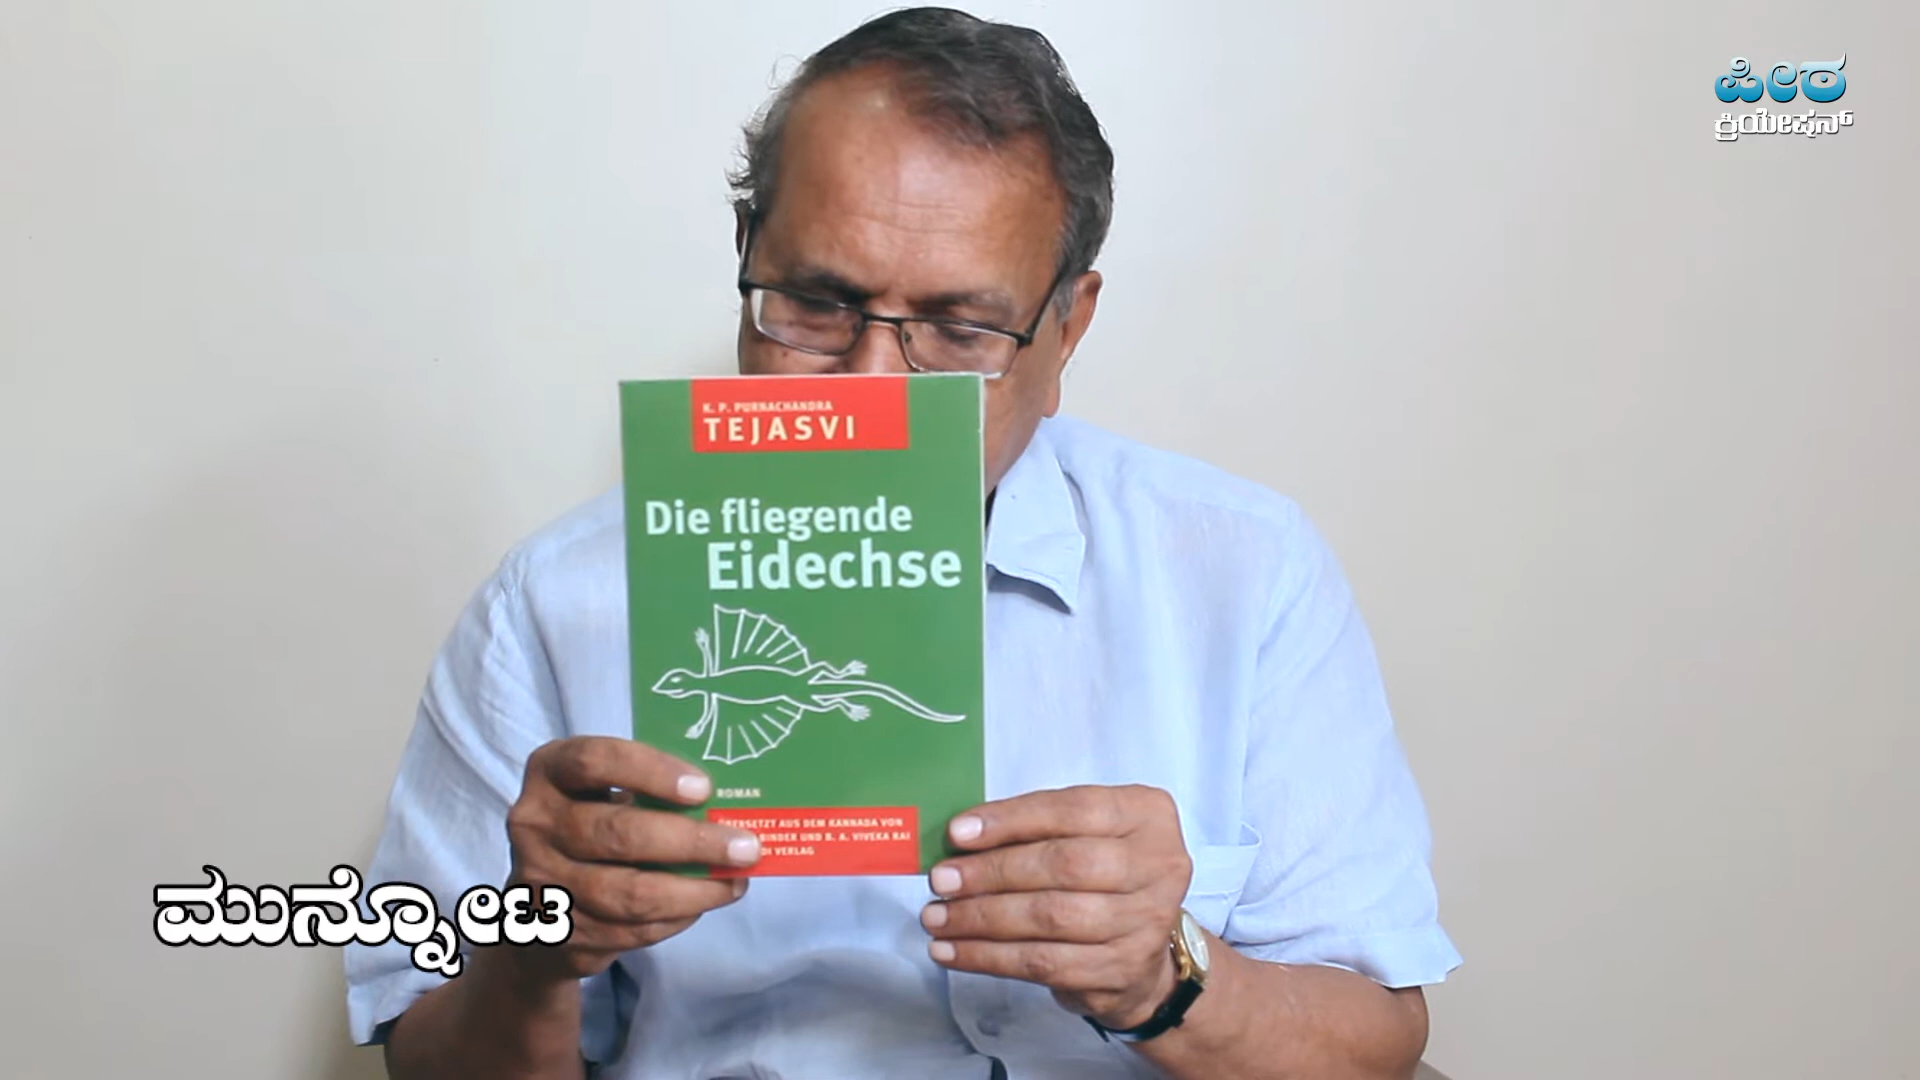 ಪೀಠ
ಕ್ರಿಯೇಷನ್
K. P. PURNACHANDRA
TEJASVI
Die fliegende
Eidechse
ROMAN
ÜBERSETZT AUS DEM KANNADA VON
BINDER UND B. A. VIVEKA RAI
VERLAG
ಮುನ್ನೋಟ